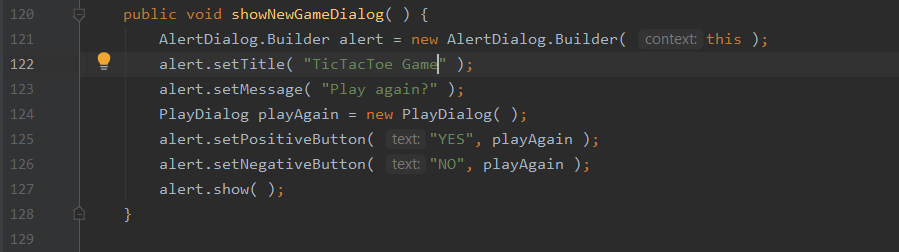 120 public void showNewGameDialog( ) {
121 AlertDialog.Builder alert = new AlertDialog.Builder( context: this );
122 alert.setTitle( "TicTacToe Game" );
123 alert.setMessage( "Play again?" );
124 PlayDialog playAgain = new PlayDialog( );
125 alert.setPositiveButton( text: "YES", playAgain );
126 alert.setNegativeButton( text: "NO", playAgain );
127 alert.show( );
128 }
129